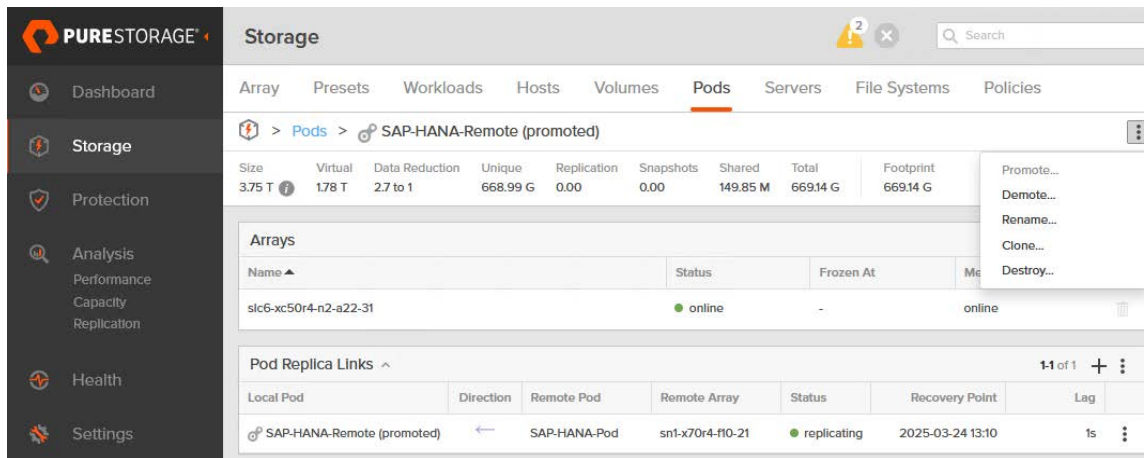 PURESTORAGE®
Storage
2
Search
Dashboard
Array Presets Workloads Hosts Volumes Pods Servers File Systems Policies
Storage
> Pods > SAP-HANA-Remote (promoted)
Size Virtual Data Reduction Unique Replication Snapshots Shared Total Footprint
3.75 T 1.78 T 2.7 to 1 668.99 G 0.00 0.00 149.85 M 669.14 G 669.14 G
Promote...
Demote...
Rename...
Clone...
Destroy...
Protection
Analysis
Performance
Capacity
Replication
Health
Settings
Arrays
Name Status Frozen At Me
slc6-xc50r4-n2-a22-31 online - online
Pod Replica Links 1-1 of 1
Local Pod Direction Remote Pod Remote Array Status Recovery Point Lag
SAP-HANA-Remote (promoted) ← SAP-HANA-Pod sn1-x70r4-f10-21 replicating 2025-03-24 13:10 1s